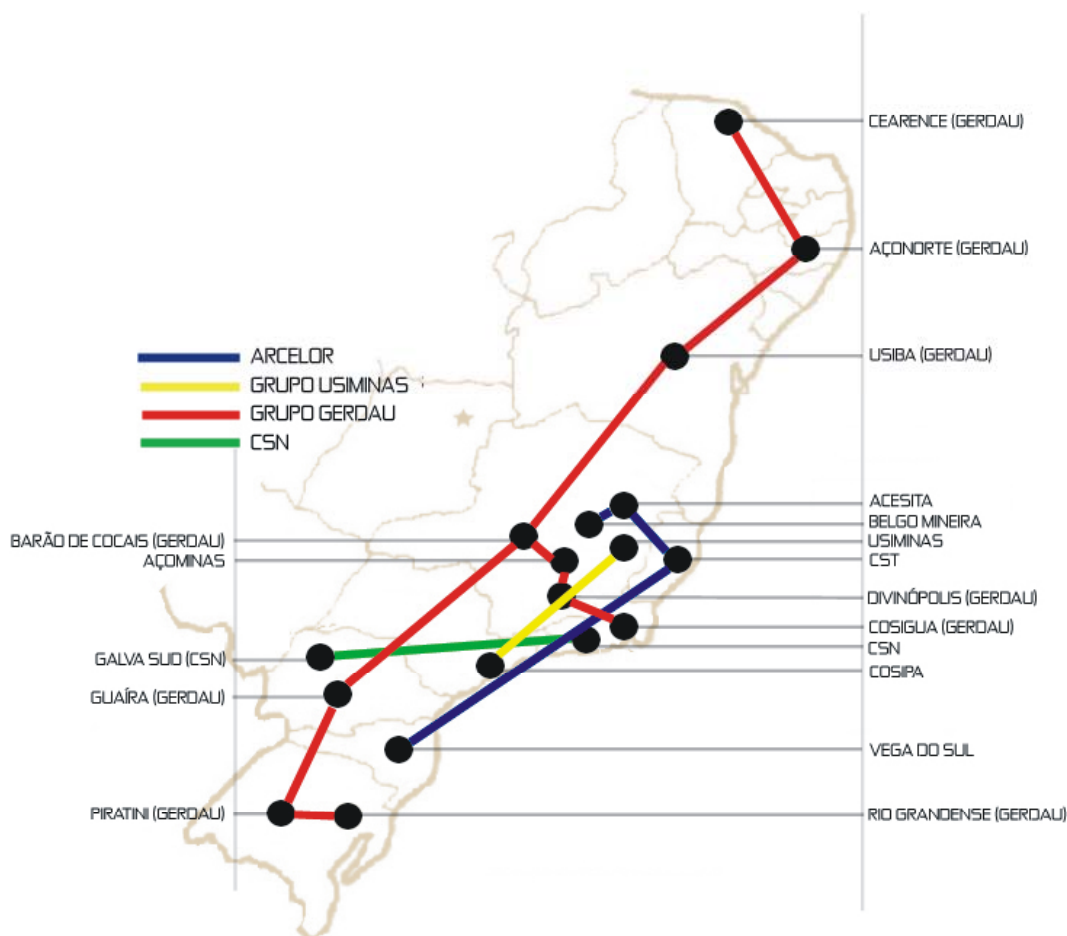 CEARENCE (GERDAU)
AÇONORTE (GERDAU)
USIBA (GERDAU)
ARCELOR
GRUPO USIMINAS
GRUPO GERDAU
CSN
ACESITA
BELGO MINEIRA
USIMINAS
CST
BARÃO DE COCAIS (GERDAU)
AÇOMINAS
DIVINÓPOLIS (GERDAU)
COSIGUA (GERDAU)
CSN
COSIPA
GALVA SUD (CSN)
GUAÍRA (GERDAU)
VEGA DO SUL
PIRATINI (GERDAU)
RIO GRANDENSE (GERDAU)